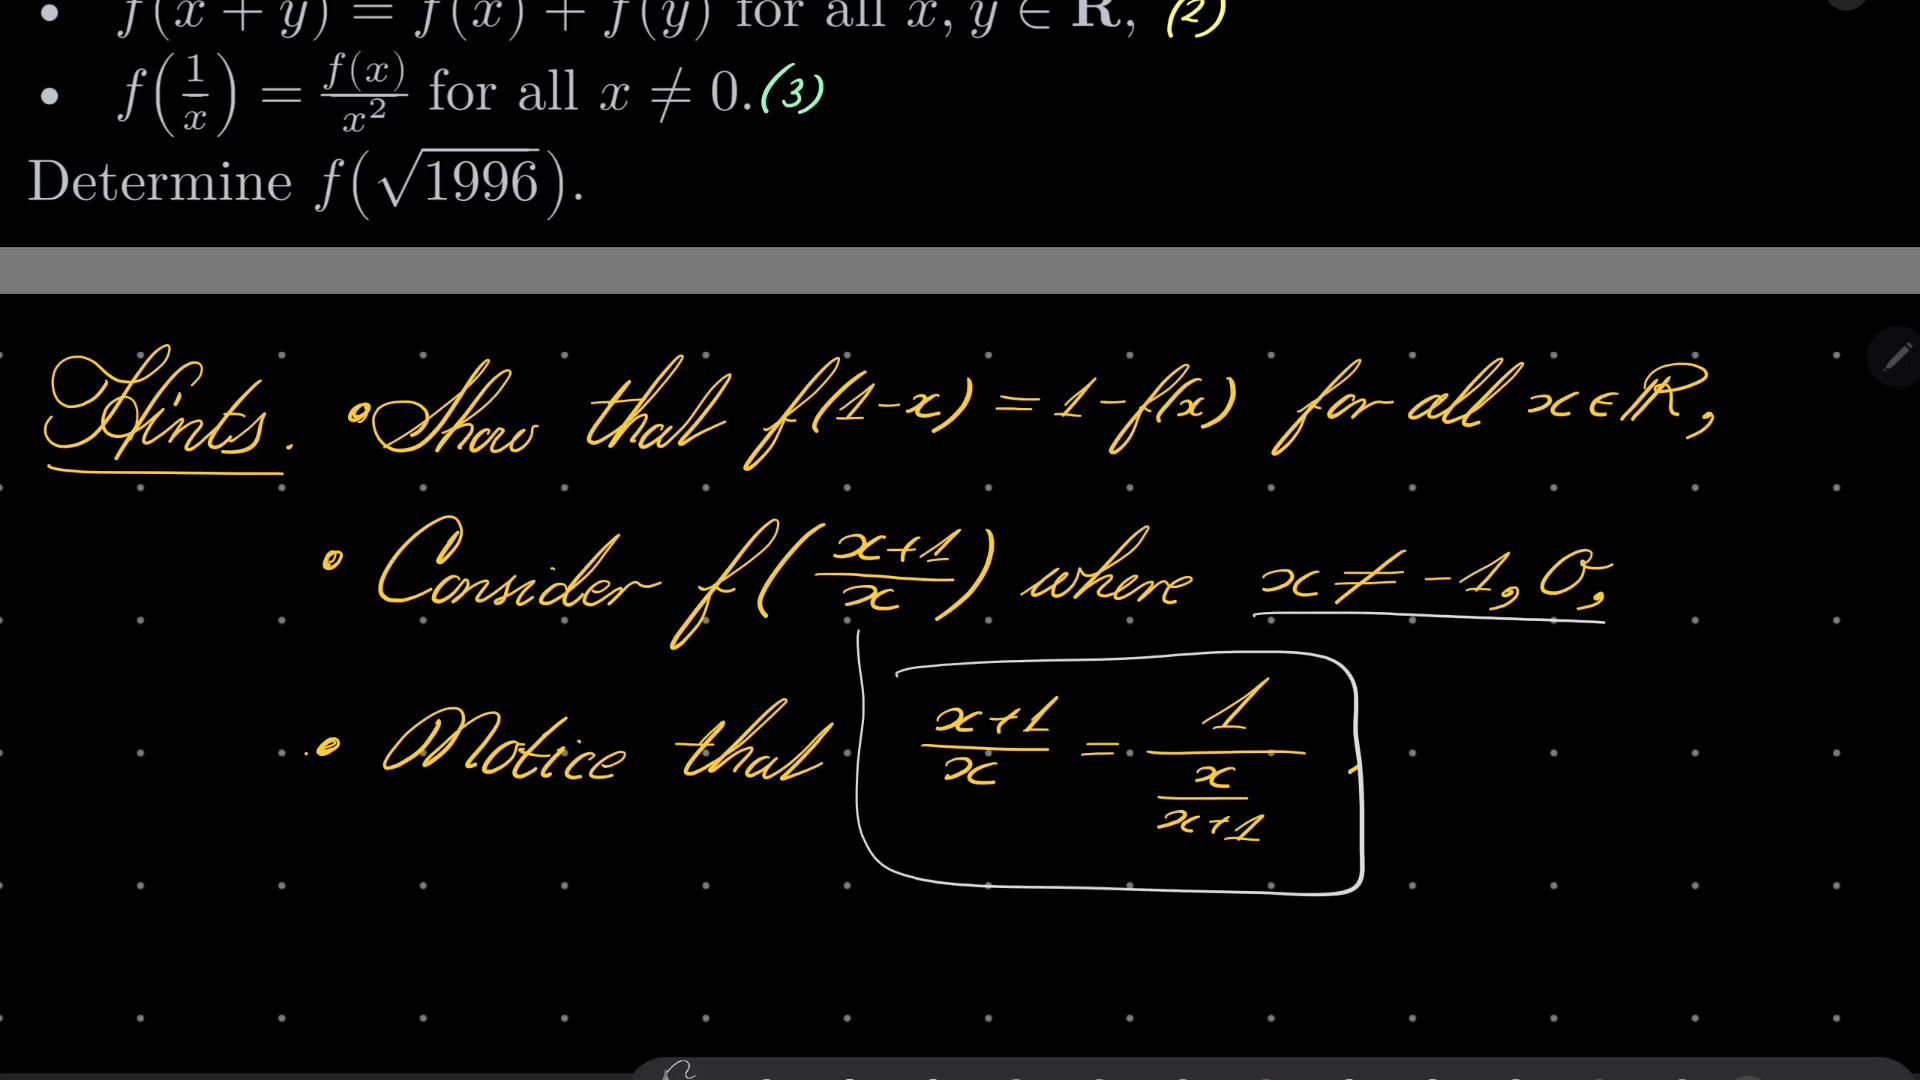 • f(x + y) = f(x) + f(y) for all x, y ∈ R, (2)
• f(1/x) = f(x)/x² for all x ≠ 0. (3)
Determine f(√1996).
Hints. • Show that f(1-x) = 1-f(x) for all x ∈ ℝ,
• Consider f((x+1)/x) where x ≠ -1, 0,
• Notice that (x+1)/x = 1/(x/(x+1)).